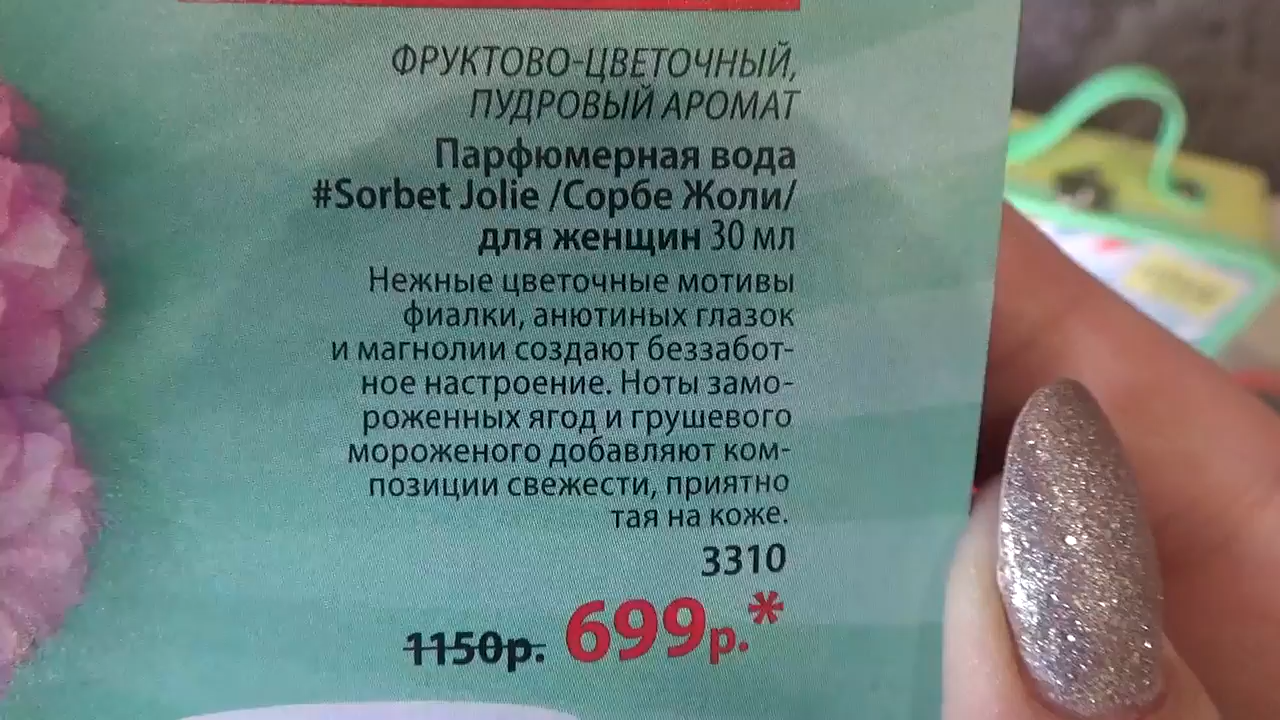 ФРУКТОВО-ЦВЕТОЧНЫЙ,
ПУДРОВЫЙ АРОМАТ
Парфюмерная вода
#Sorbet Jolie /Сорбе Жоли/
для женщин 30 мл
Нежные цветочные мотивы
фиалки, анютиных глазок
и магнолии создают беззабот-
ное настроение. Ноты замо-
роженных ягод и грушевого
мороженого добавляют ком-
позиции свежести, приятно
тая на коже.
3310
1150р. 699р.*